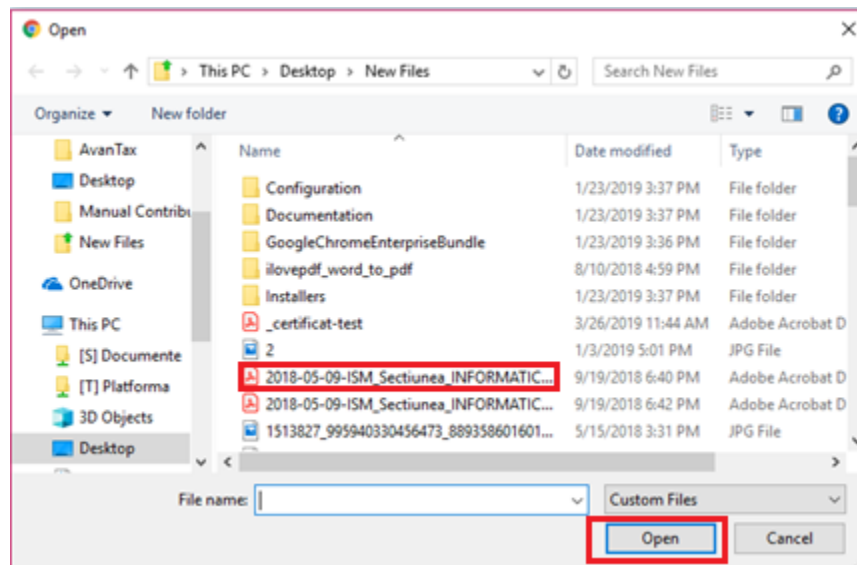 Open
This PC > Desktop > New Files
Search New Files
Organize
New folder
AvanTax
Desktop
Manual Contribu
New Files
OneDrive
This PC
[S] Documente
[T] Platforma
3D Objects
Desktop
Name Date modified Type
Configuration 1/23/2019 3:37 PM File folder
Documentation 1/23/2019 3:37 PM File folder
GoogleChromeEnterpriseBundle 1/23/2019 3:36 PM File folder
ilovepdf_word_to_pdf 8/10/2018 4:59 PM File folder
Installers 1/23/2019 3:37 PM File folder
_certificat-test 3/26/2019 11:44 AM Adobe Acrobat D
2 1/3/2019 5:01 PM JPG File
2018-05-09-ISM_Sectiunea_INFORMATIC... 9/19/2018 6:40 PM Adobe Acrobat D
2018-05-09-ISM_Sectiunea_INFORMATIC... 9/19/2018 6:42 PM Adobe Acrobat D
1513827_995940330456473_889358601601... 5/15/2018 3:31 PM JPG File
File name:
Custom Files
Open
Cancel